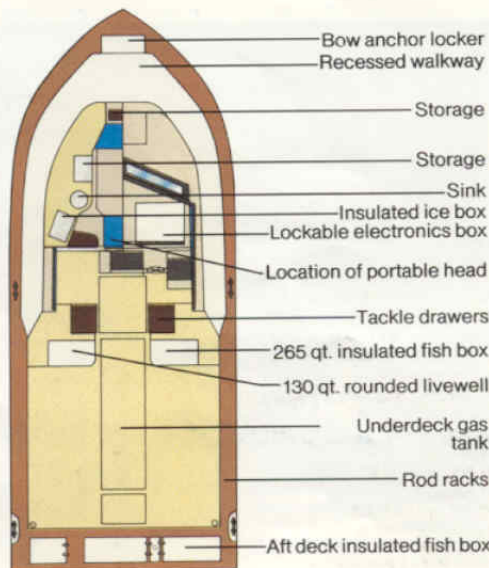 Bow anchor locker
Recessed walkway
Storage
Storage
Sink
Insulated ice box
Lockable electronics box
Location of portable head
Tackle drawers
265 qt. insulated fish box
130 qt. rounded livewell
Underdeck gas
tank
Rod racks
Aft deck insulated fish box